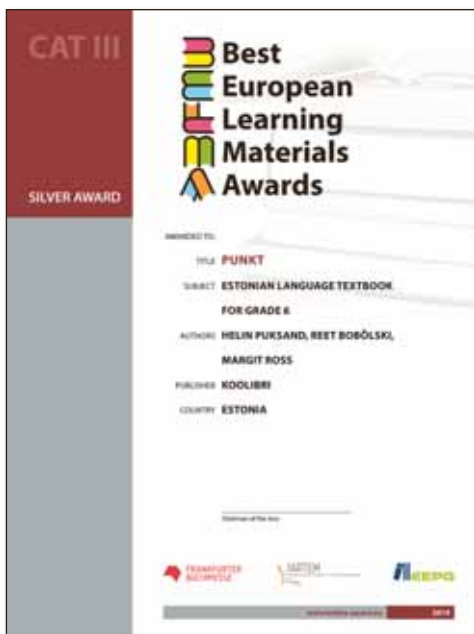 CAT III
SILVER AWARD
Best
European
Learning
Materials
Awards
AWARDED TO:
TITLE PUNKT
SUBJECT ESTONIAN LANGUAGE TEXTBOOK
FOR GRADE 6
AUTHORS HELIN PUKSAND, REET BOBÕLSKI,
MARGIT ROSS
PUBLISHER KOOLIBRI
COUNTRY ESTONIA
Chairman of the Jury
FRANKFURTER
BUCHMESSE
IARTEM
EEPG